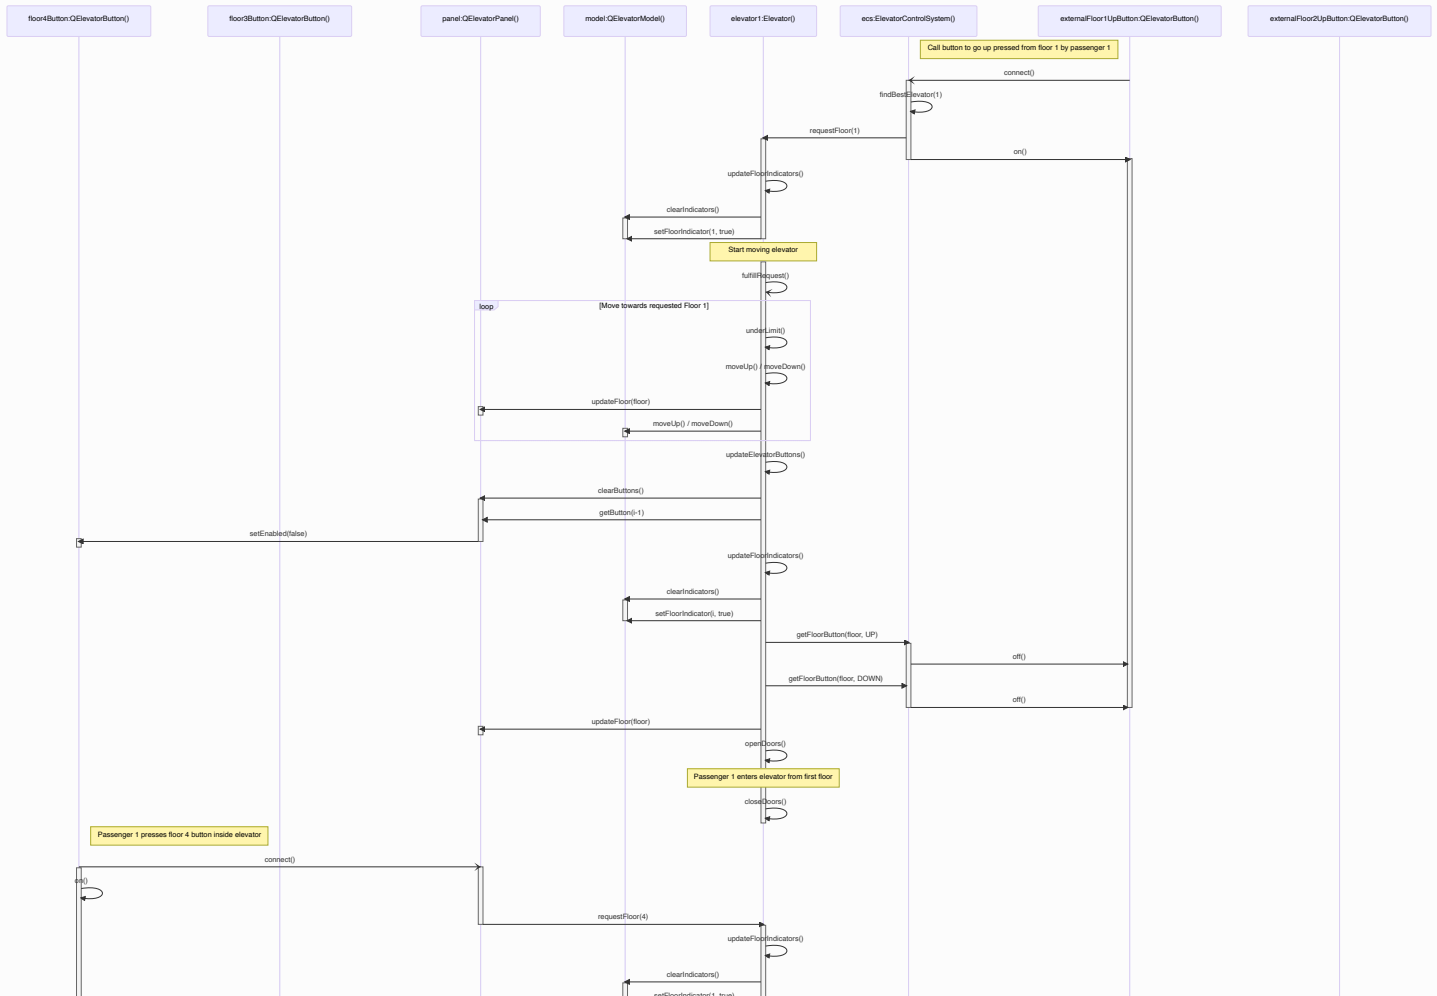 floor4Button:QElevatorButton()
floor3Button:QElevatorButton()
panel:QElevatorPanel()
model:QElevatorModel()
elevator1:Elevator()
ecs:ElevatorControlSystem()
externalFloor1UpButton:QElevatorButton()
externalFloor2UpButton:QElevatorButton()
Call button to go up pressed from floor 1 by passenger 1
connect()
findBestElevator(1)
requestFloor(1)
on()
updateFloorIndicators()
clearIndicators()
setFloorIndicator(1, true)
Start moving elevator
fulfillRequest()
loop
[Move towards requested Floor 1]
underLimit()
moveUp() / moveDown()
updateFloor(floor)
moveUp() / moveDown()
updateElevatorButtons()
clearButtons()
getButton(i-1)
setEnabled(false)
updateFloorIndicators()
clearIndicators()
setFloorIndicator(i, true)
getFloorButton(floor, UP)
off()
getFloorButton(floor, DOWN)
off()
updateFloor(floor)
openDoors()
Passenger 1 enters elevator from first floor
closeDoors()
Passenger 1 presses floor 4 button inside elevator
connect()
on()
requestFloor(4)
updateFloorIndicators()
clearIndicators()
setFloorIndicator(1, true)